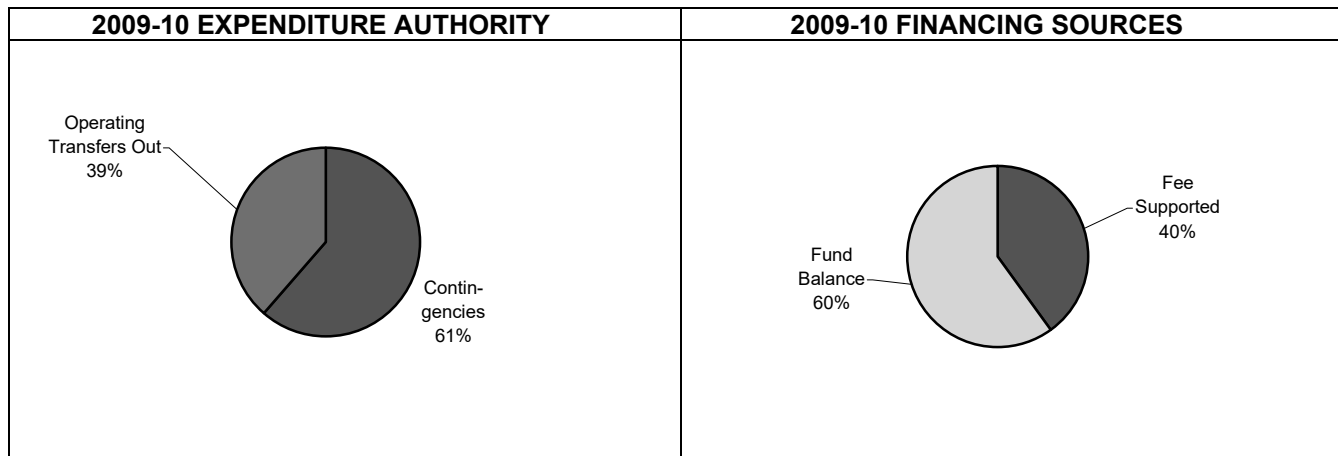 2009-10 EXPENDITURE AUTHORITY
2009-10 FINANCING SOURCES
Operating
Transfers Out
39%
Contin-
gencies
61%
Fee
Supported
40%
Fund
Balance
60%